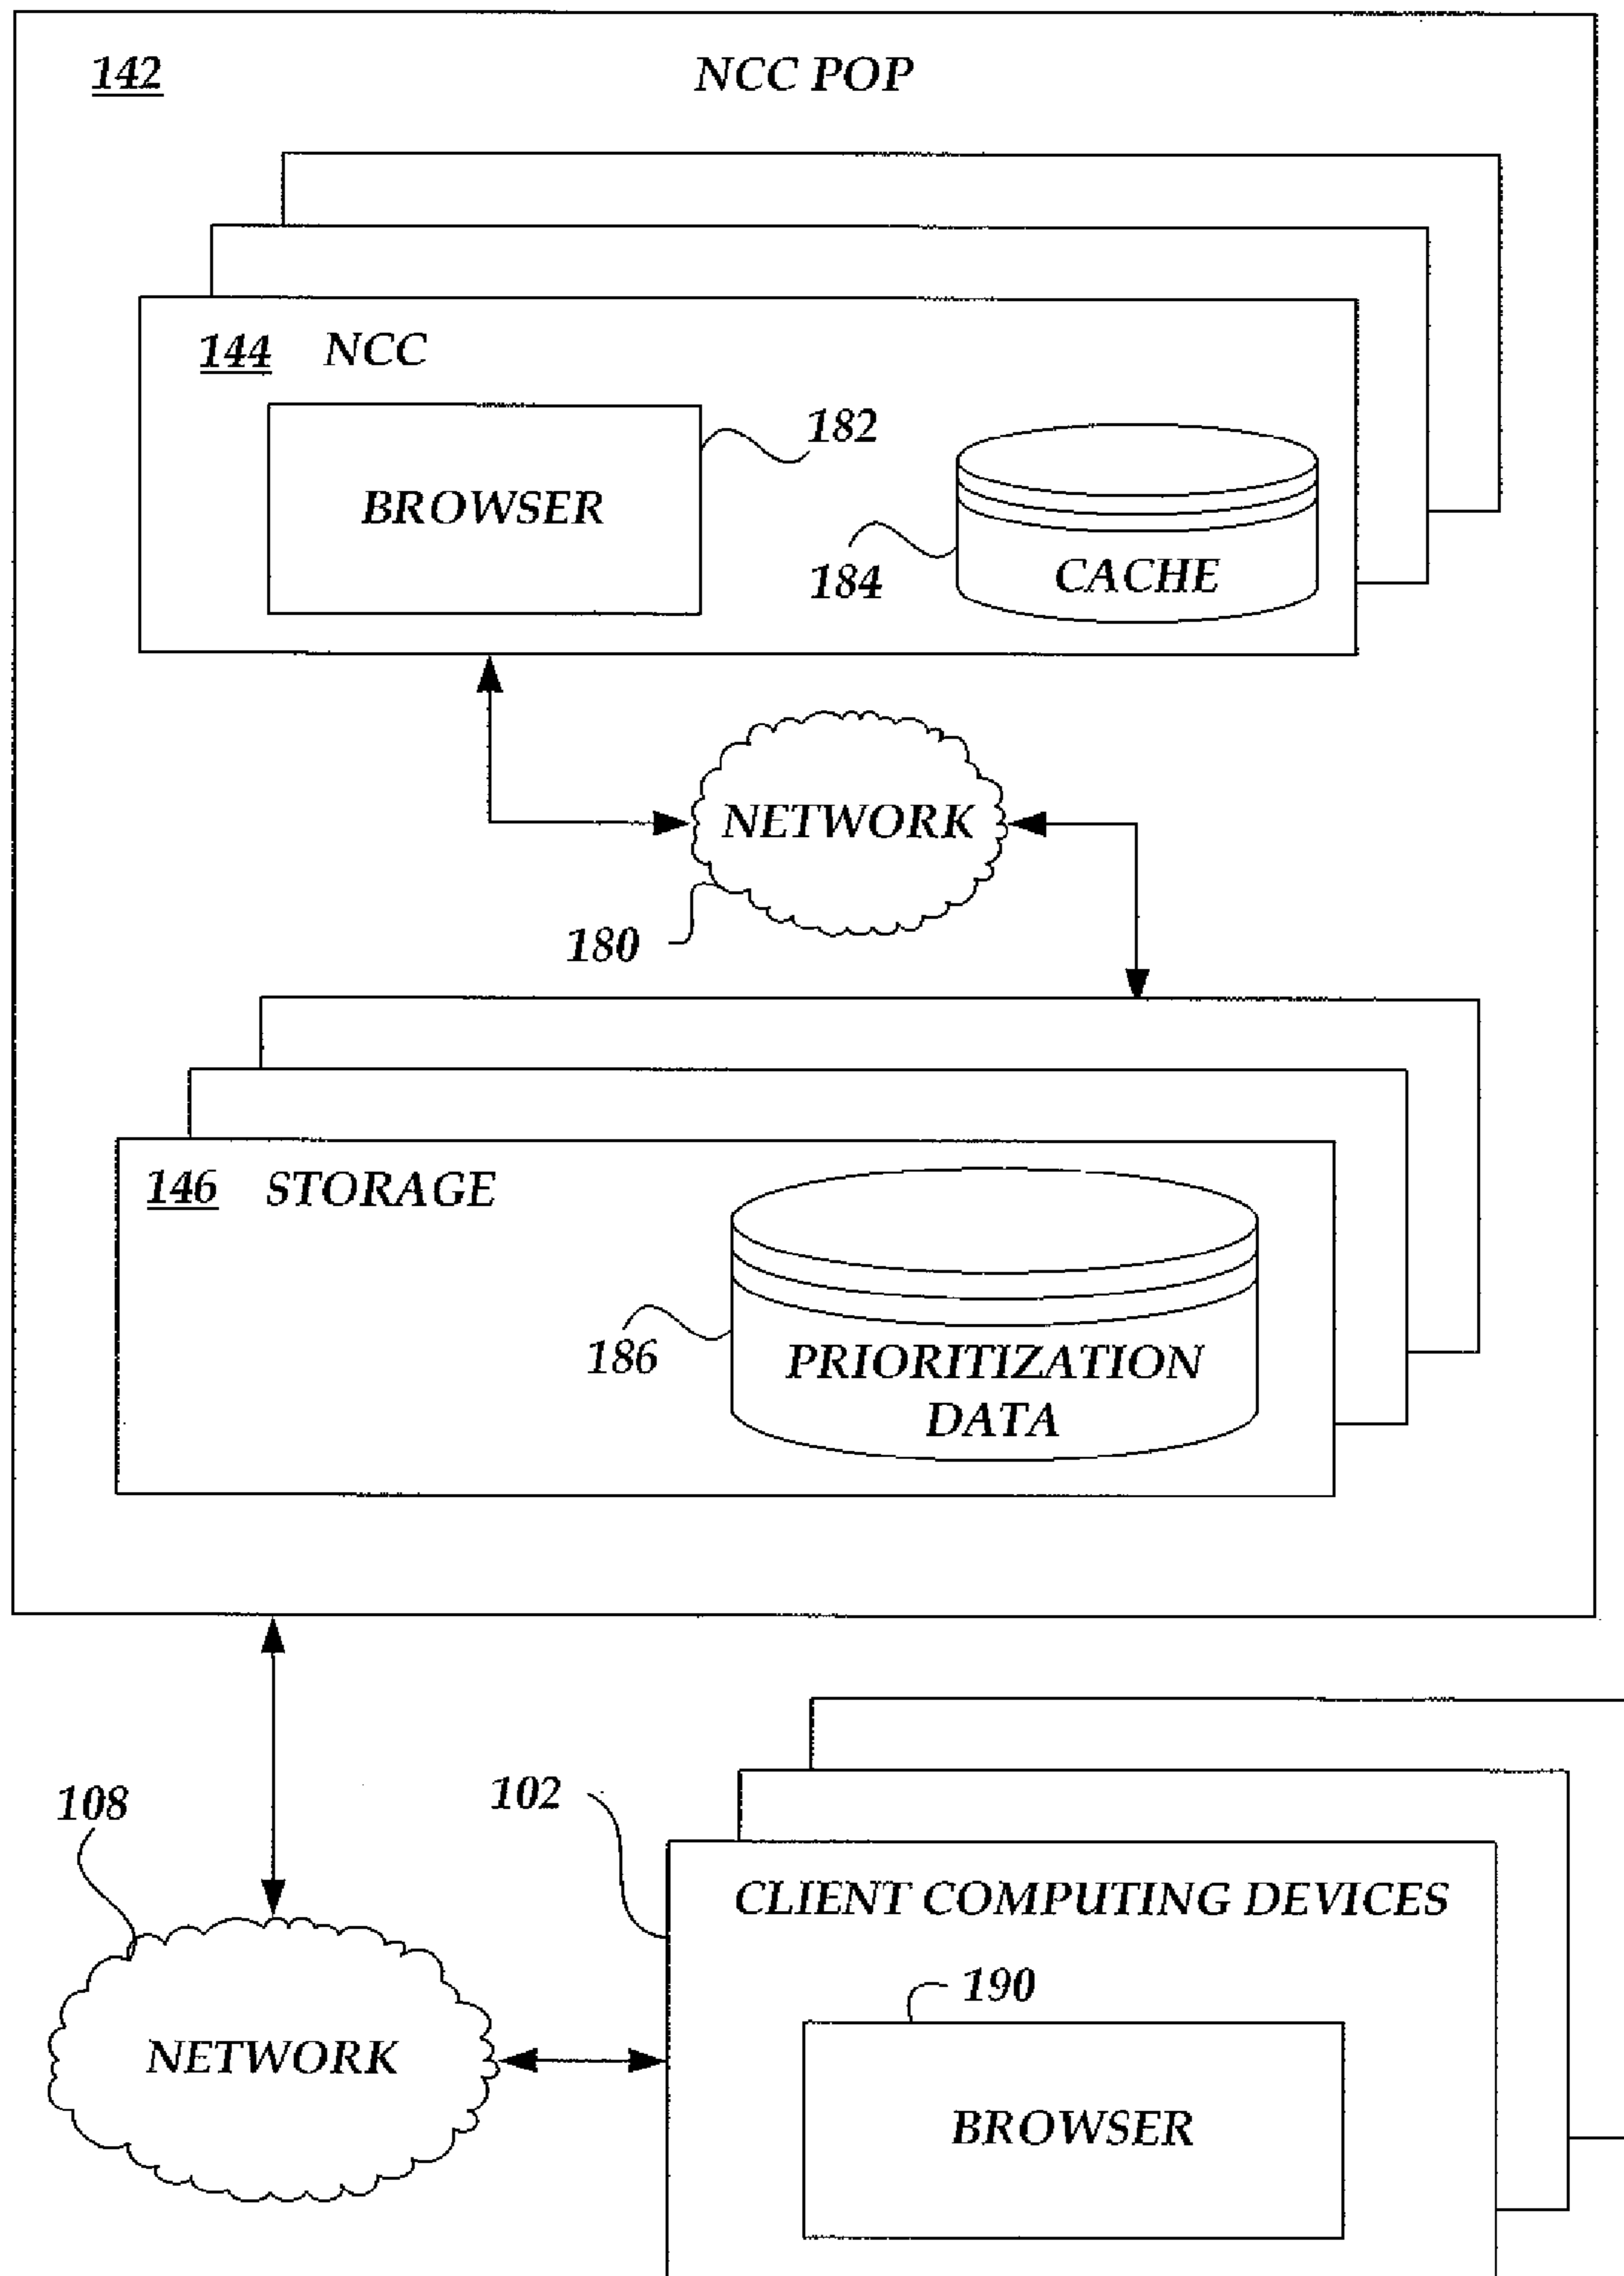 142
NCC POP
144 NCC
182
BROWSER
184
CACHE
NETWORK
180
146 STORAGE
186
PRIORITIZATION
DATA
108
102
CLIENT COMPUTING DEVICES
190
NETWORK
BROWSER